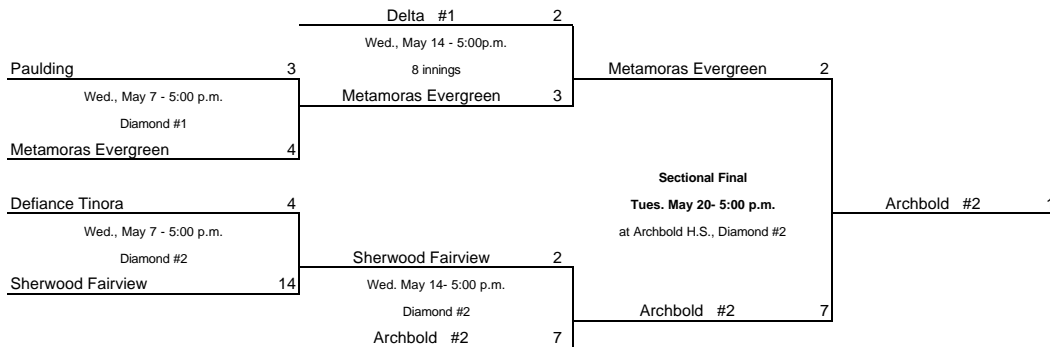 Delta #1 2
Wed., May 14 - 5:00p.m.
8 innings
Paulding 3
Metamoras Evergreen 2
Wed., May 7 - 5:00 p.m.
Metamoras Evergreen 3
Diamond #1
Metamoras Evergreen 4
Sectional Final
Defiance Tinora 4
Tues. May 20- 5:00 p.m.
Archbold #2
Wed., May 7 - 5:00 p.m.
at Archbold H.S., Diamond #2
Diamond #2
Sherwood Fairview 2
Sherwood Fairview 14
Wed. May 14- 5:00 p.m.
Diamond #2
Archbold #2 7
Archbold #2 7